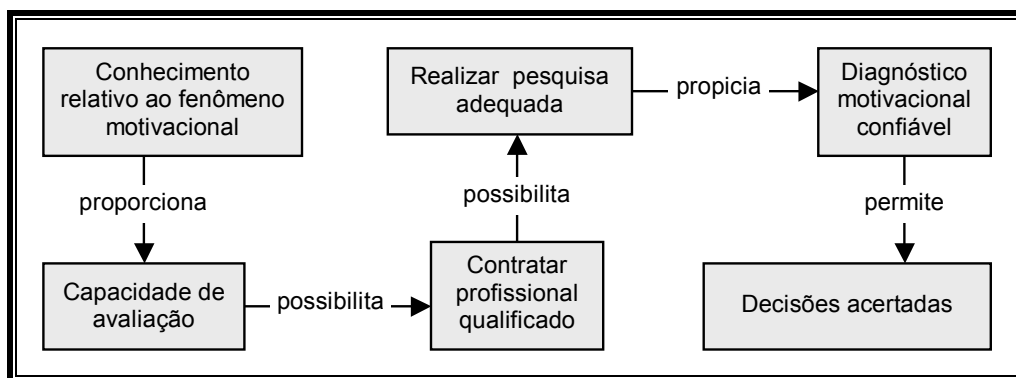 Conhecimento
relativo ao fenômeno
motivacional
proporciona
Capacidade de
avaliação
possibilita
Contratar
profissional
qualificado
possibilita
Realizar pesquisa
adequada
propicia
Diagnóstico
motivacional
confiável
permite
Decisões acertadas